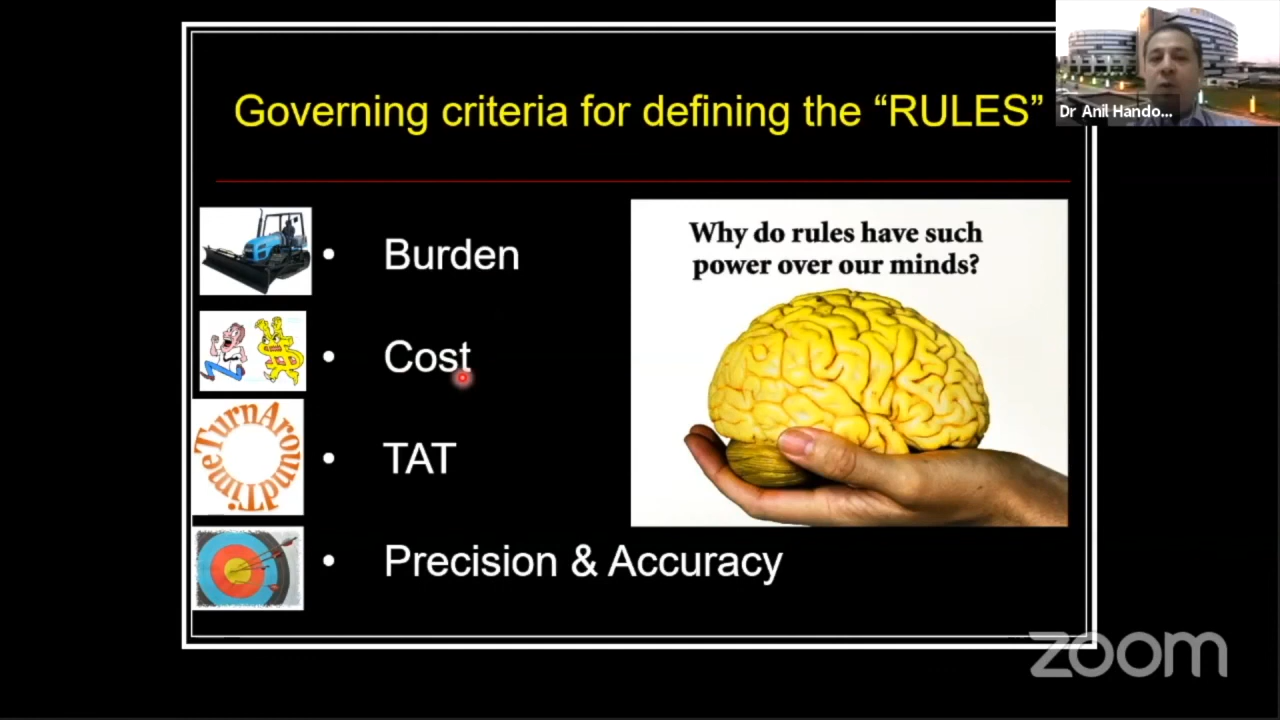 Governing criteria for defining the “RULES”
Dr Anil Hando...
• Burden
• Cost
TurnAroundTime
• TAT
• Precision & Accuracy
Why do rules have such
power over our minds?
zoom